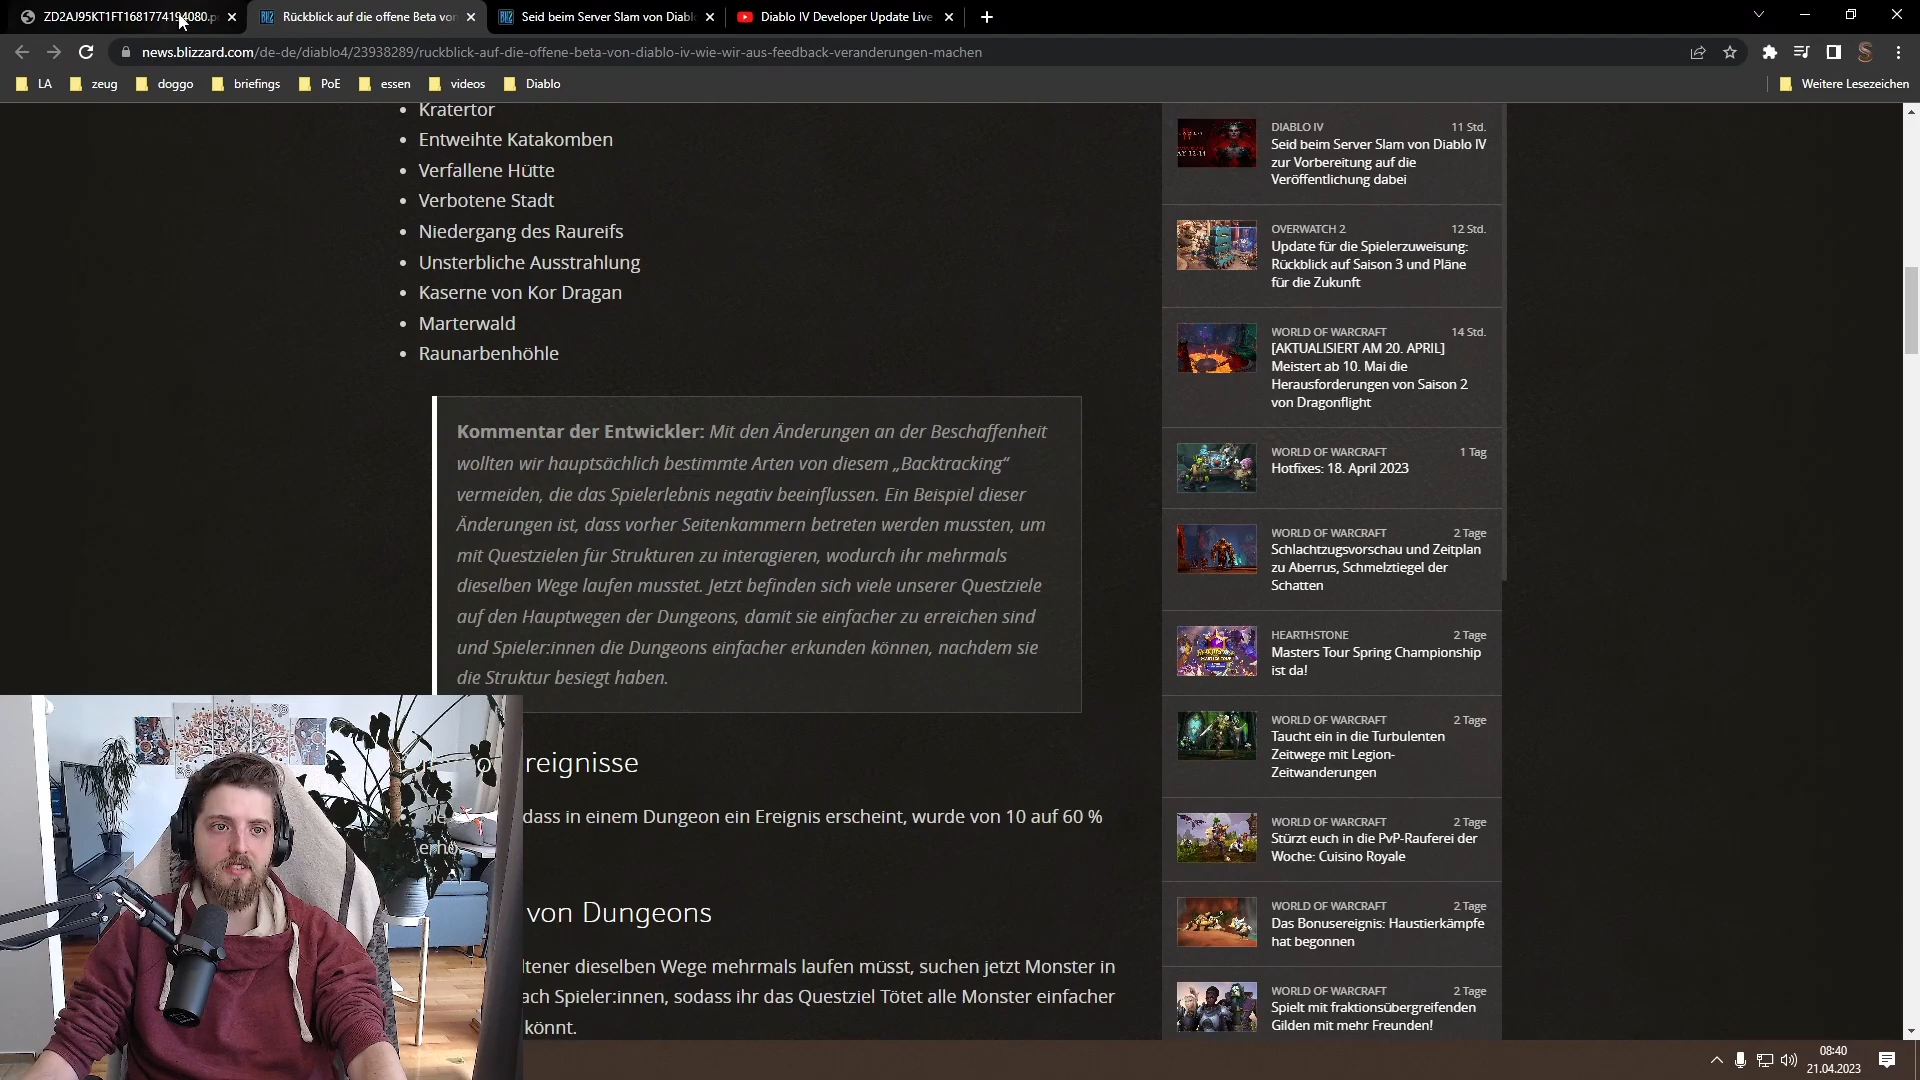 ZD2AJ95KT1FT1681774194080.p
Rückblick auf die offene Beta vor
Seid beim Server Slam von Diabl
Diablo IV Developer Update Live
news.blizzard.com/de-de/diablo4/23938289/ruckblick-auf-die-offene-beta-von-diablo-iv-wie-wir-aus-feedback-veranderungen-machen
LA
zeug
doggo
briefings
PoE
essen
videos
Diablo
Weitere Lesezeichen
• Kratertor
• Entweihte Katakomben
• Verfallene Hütte
• Verbotene Stadt
• Niedergang des Raureifs
• Unsterbliche Ausstrahlung
• Kaserne von Kor Dragan
• Marterwald
• Raunarbenhöhle
Kommentar der Entwickler: Mit den Änderungen an der Beschaffenheit
wollten wir hauptsächlich bestimmte Arten von diesem „Backtracking“
vermeiden, die das Spielerlebnis negativ beeinflussen. Ein Beispiel dieser
Änderungen ist, dass vorher Seitenkammern betreten werden mussten, um
mit Questzielen für Strukturen zu interagieren, wodurch ihr mehrmals
dieselben Wege laufen musstet. Jetzt befinden sich viele unserer Questziele
auf den Hauptwegen der Dungeons, damit sie einfacher zu erreichen sind
und Spieler:innen die Dungeons einfacher erkunden können, nachdem sie
die Struktur besiegt haben.
reignisse
dass in einem Dungeon ein Ereignis erscheint, wurde von 10 auf 60 %
von Dungeons
ltener dieselben Wege mehrmals laufen müsst, suchen jetzt Monster in
ach Spieler:innen, sodass ihr das Questziel Tötet alle Monster einfacher
könnt.
DIABLO IV 11 Std.
Seid beim Server Slam von Diablo IV
zur Vorbereitung auf die
Veröffentlichung dabei
OVERWATCH 2 12 Std.
Update für die Spielerzuweisung:
Rückblick auf Saison 3 und Pläne
für die Zukunft
WORLD OF WARCRAFT 14 Std.
[AKTUALISIERT AM 20. APRIL]
Meistert ab 10. Mai die
Herausforderungen von Saison 2
von Dragonflight
WORLD OF WARCRAFT 1 Tag
Hotfixes: 18. April 2023
WORLD OF WARCRAFT 2 Tage
Schlachtzugsvorschau und Zeitplan
zu Aberrus, Schmelztiegel der
Schatten
HEARTHSTONE 2 Tage
Masters Tour Spring Championship
ist da!
WORLD OF WARCRAFT 2 Tage
Taucht ein in die Turbulenten
Zeitwege mit Legion-
Zeitwanderungen
WORLD OF WARCRAFT 2 Tage
Stürzt euch in die PvP-Rauferei der
Woche: Cuisino Royale
WORLD OF WARCRAFT 2 Tage
Das Bonusereignis: Haustierkämpfe
hat begonnen
WORLD OF WARCRAFT 2 Tage
Spielt mit fraktionsübergreifenden
Gilden mit mehr Freunden!
08:40
21.04.2023